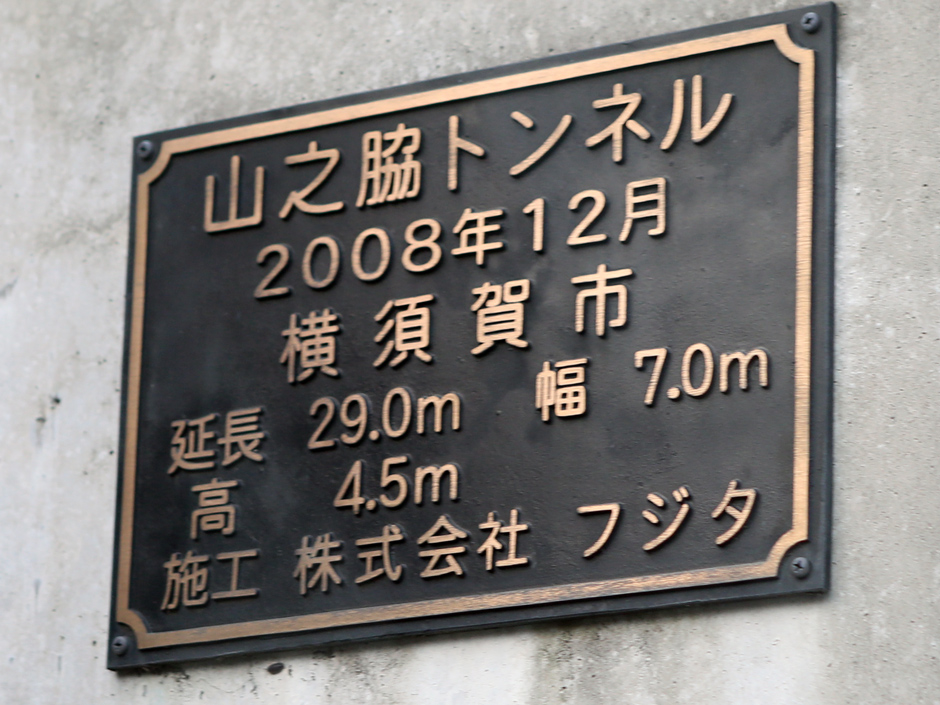 山之脇トンネル
2008年12月
横須賀市
延長 29.0m 幅 7.0m
高 4.5m
施工 株式会社 フジタ